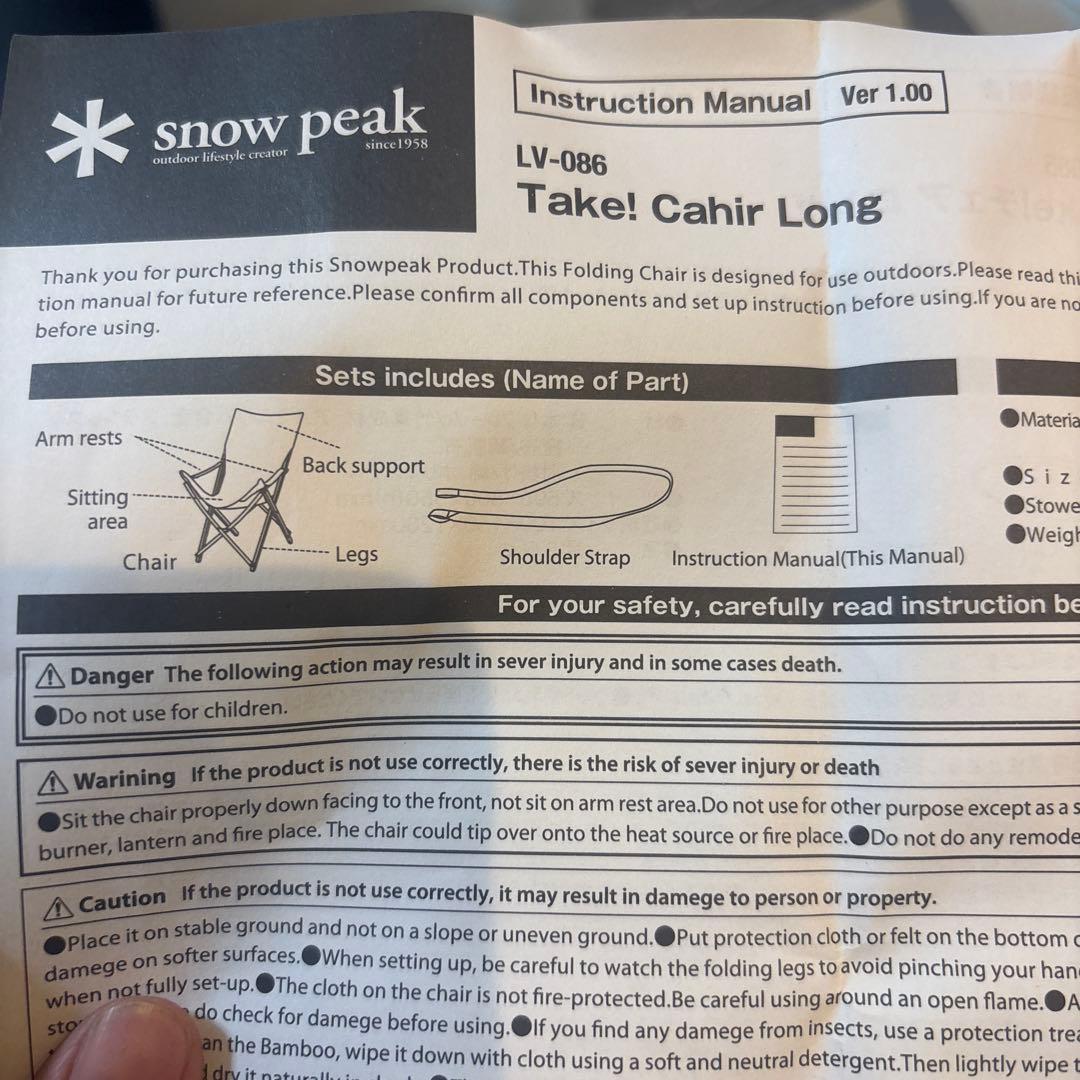 snow peak
outdoor lifestyle creator
since1958
Instruction Manual Ver 1.00
LV-086
Take! Cahir Long
Thank you for purchasing this Snowpeak Product.This Folding Chair is designed for use outdoors.Please read thi
tion manual for future reference.Please confirm all components and set up instruction before using.If you are no
before using.
Sets includes (Name of Part)
Arm rests
Back support
Sitting
area
Chair
Legs
Shoulder Strap
Instruction Manual(This Manual)
●Materia
●S i z
●Stowe
●Weigh
For your safety, carefully read instruction be
⚠ Danger The following action may result in sever injury and in some cases death.
●Do not use for children.
⚠ Warining If the product is not use correctly, there is the risk of sever injury or death
●Sit the chair properly down facing to the front, not sit on arm rest area.Do not use for other purpose except as a s
burner, lantern and fire place. The chair could tip over onto the heat source or fire place.●Do not do any remode
⚠ Caution If the product is not use correctly, it may result in damage to person or property.
●Place it on stable ground and not on a slope or uneven ground.●Put protection cloth or felt on the bottom o
damege on softer surfaces.●When setting up, be careful to watch the folding legs to avoid pinching your han
when not fully set-up.●The cloth on the chair is not fire-protected.Be careful using around an open flame.●A
sto do check for damege before using.●If you find any damege from insects, use a protection trea
an the Bamboo, wipe it down with cloth using a soft and neutral detergent.Then lightly wipe t
dry it naturally